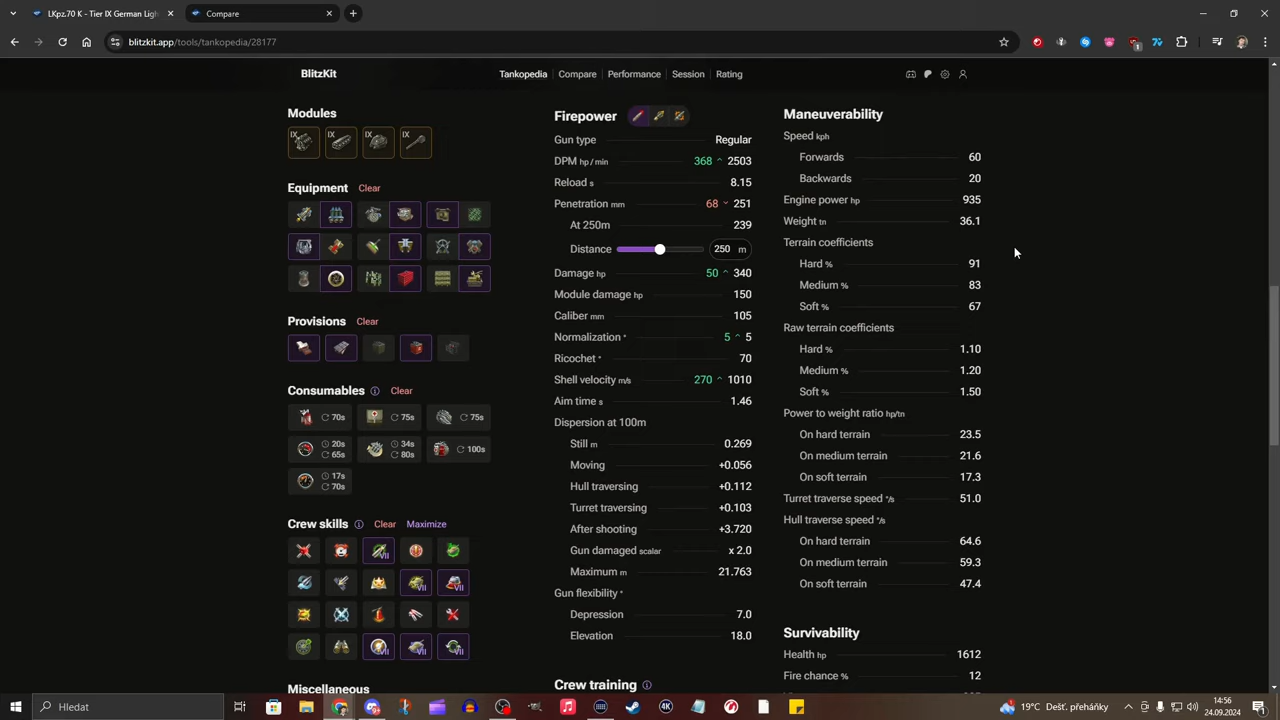 LKpz.70 K - Tier IX German Ligh
Compare
blitzkit.app/tools/tankopedia/28177
BlitzKit
Tankopedia Compare Performance Session Rating
Modules
IX IX IX IX
Equipment Clear
Provisions Clear
Consumables Clear
70s 75s 75s
20s 65s 34s 80s 100s
17s 70s
Crew skills Clear Maximize
VII
VII VII
VII VII VII
Miscellaneous
Firepower
Gun type Regular
DPM hp / min 368 2503
Reload s 8.15
Penetration mm 68 251
At 250m 239
Distance 250 m
Damage hp 50 340
Module damage hp 150
Caliber mm 105
Normalization ° 5 5
Ricochet ° 70
Shell velocity m/s 270 1010
Aim time s 1.46
Dispersion at 100m
Still m 0.269
Moving +0.056
Hull traversing +0.112
Turret traversing +0.103
After shooting +3.720
Gun damaged scalar x 2.0
Maximum m 21.763
Gun flexibility °
Depression 7.0
Elevation 18.0
Crew training
Maneuverability
Speed kph
Forwards 60
Backwards 20
Engine power hp 935
Weight tn 36.1
Terrain coefficients
Hard % 91
Medium % 83
Soft % 67
Raw terrain coefficients
Hard % 1.10
Medium % 1.20
Soft % 1.50
Power to weight ratio hp/tn
On hard terrain 23.5
On medium terrain 21.6
On soft terrain 17.3
Turret traverse speed °/s 51.0
Hull traverse speed °/s
On hard terrain 64.6
On medium terrain 59.3
On soft terrain 47.4
Survivability
Health hp 1612
Fire chance % 12
Hledat
19°C Dešť. přeháňky
14:56
24.09.2024